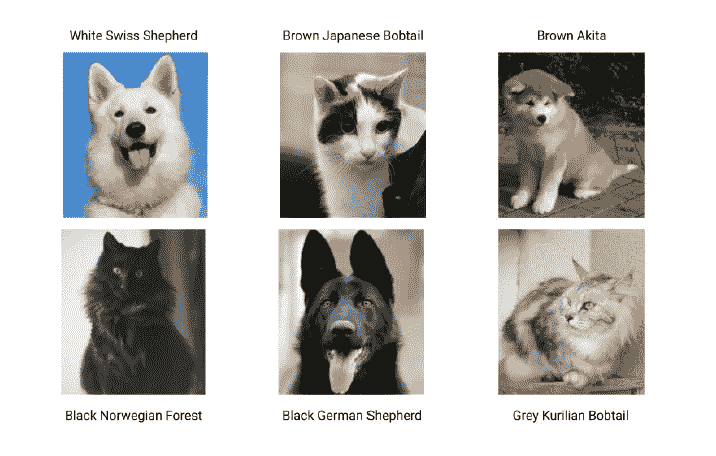 White Swiss Shepherd
Brown Japanese Bobtail
Brown Akita
Black Norwegian Forest
Black German Shepherd
Grey Kurilian Bobtail